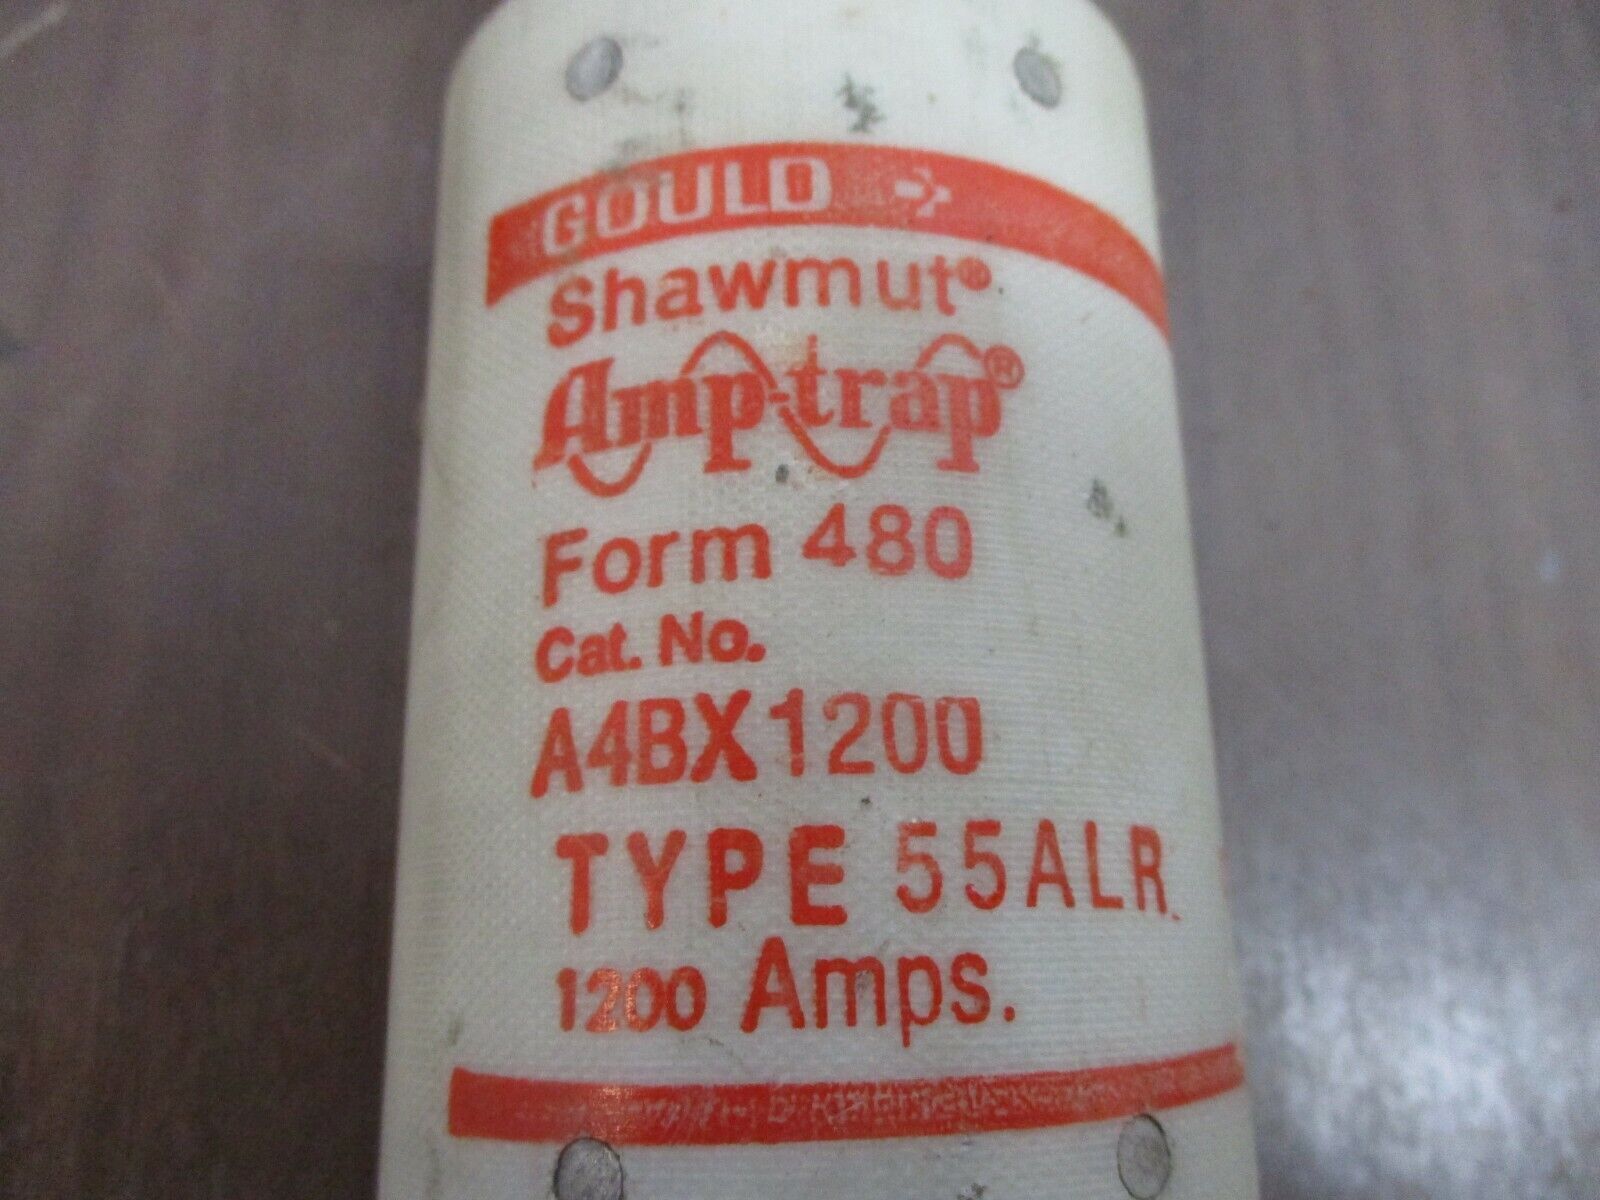 GOULD
Shawmut®
Amp-trap®
Form 480
Cat. No.
A4BX1200
TYPE 55ALR
1200 Amps.